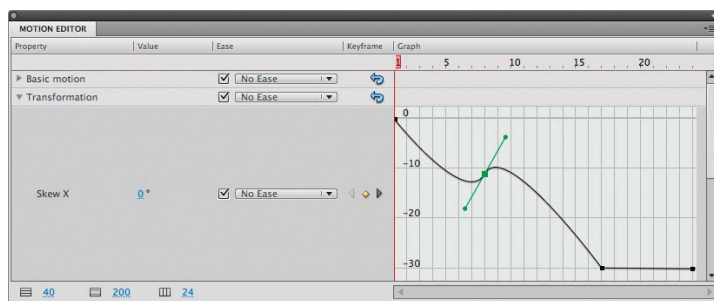 MOTION EDITOR
Property Value Ease Keyframe Graph
1 5 10 15 20
Basic motion No Ease
Transformation No Ease
0
-10
Skew X 0 ° No Ease
-20
-30
40 200 24